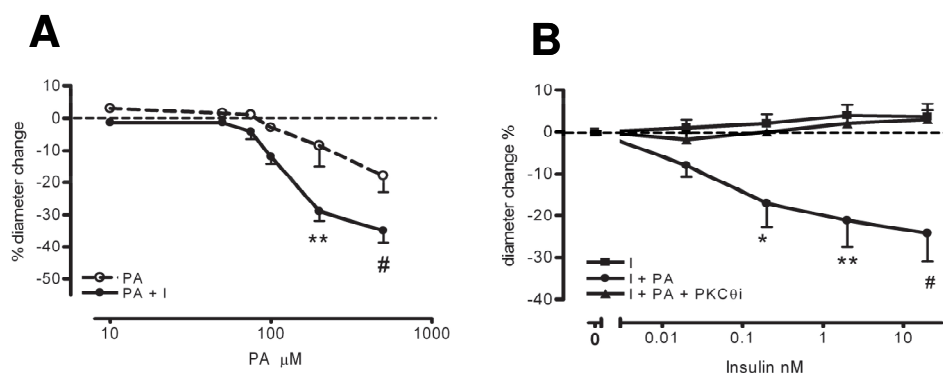 A
B
10
0
-10
-20
-30
-40
-50
% diameter change
**
#
PA
PA + I
10 100 1000
PA µM
10
0
-10
-20
-30
-40
diameter change %
*
**
#
I
I + PA
I + PA + PKCθi
0 0.01 0.1 1 10
Insulin nM